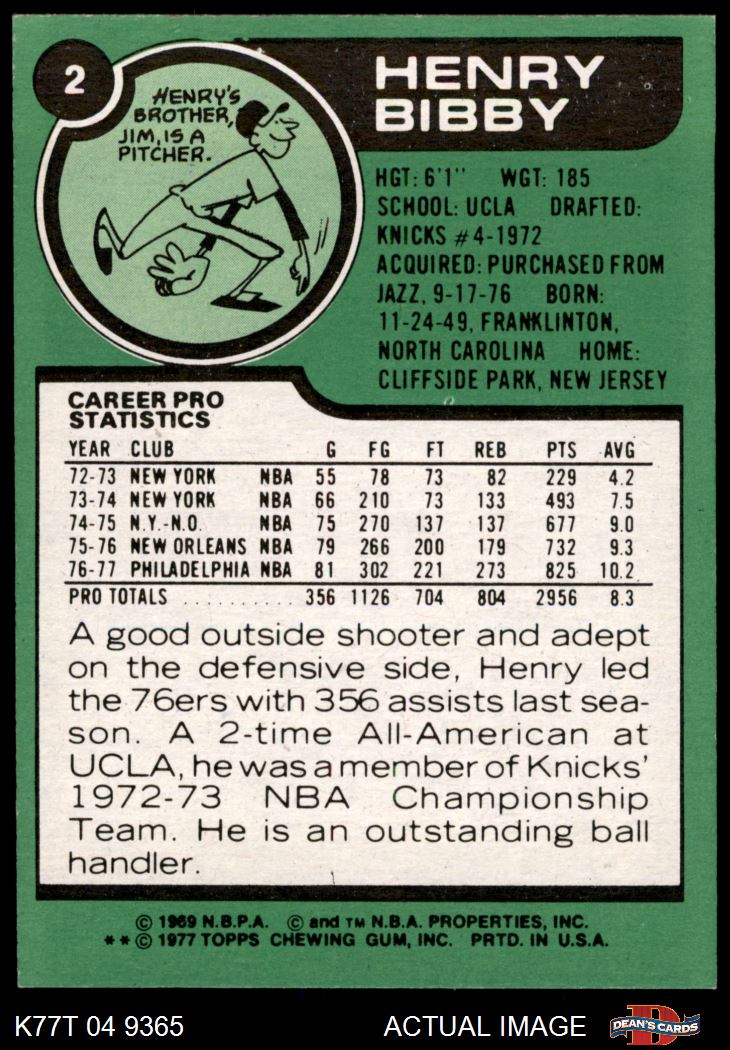 2
HENRY'S
BROTHER,
JIM, IS A
PITCHER.
HENRY
BIBBY
HGT: 6'1" WGT: 185
SCHOOL: UCLA DRAFTED:
KNICKS #4-1972
ACQUIRED: PURCHASED FROM
JAZZ, 9-17-76 BORN:
11-24-49, FRANKLINTON,
NORTH CAROLINA HOME:
CLIFFSIDE PARK, NEW JERSEY
CAREER PRO
STATISTICS
YEAR CLUB G FG FT REB PTS AVG
72-73 NEW YORK NBA 55 78 73 82 229 4.2
73-74 NEW YORK NBA 66 210 73 133 493 7.5
74-75 N.Y.-N.O. NBA 75 270 137 137 677 9.0
75-76 NEW ORLEANS NBA 79 266 200 179 732 9.3
76-77 PHILADELPHIA NBA 81 302 221 273 825 10.2
PRO TOTALS .......... 356 1126 704 804 2956 8.3
A good outside shooter and adept
on the defensive side, Henry led
the 76ers with 356 assists last sea-
son. A 2-time All-American at
UCLA, he was a member of Knicks'
1972-73 NBA Championship
Team. He is an outstanding ball
handler.
© 1969 N.B.P.A. © and TM N.B.A. PROPERTIES, INC.
**© 1977 TOPPS CHEWING GUM, INC. PRTD. IN U.S.A.
K77T 04 9365 ACTUAL IMAGE D DEAN'S CARDS